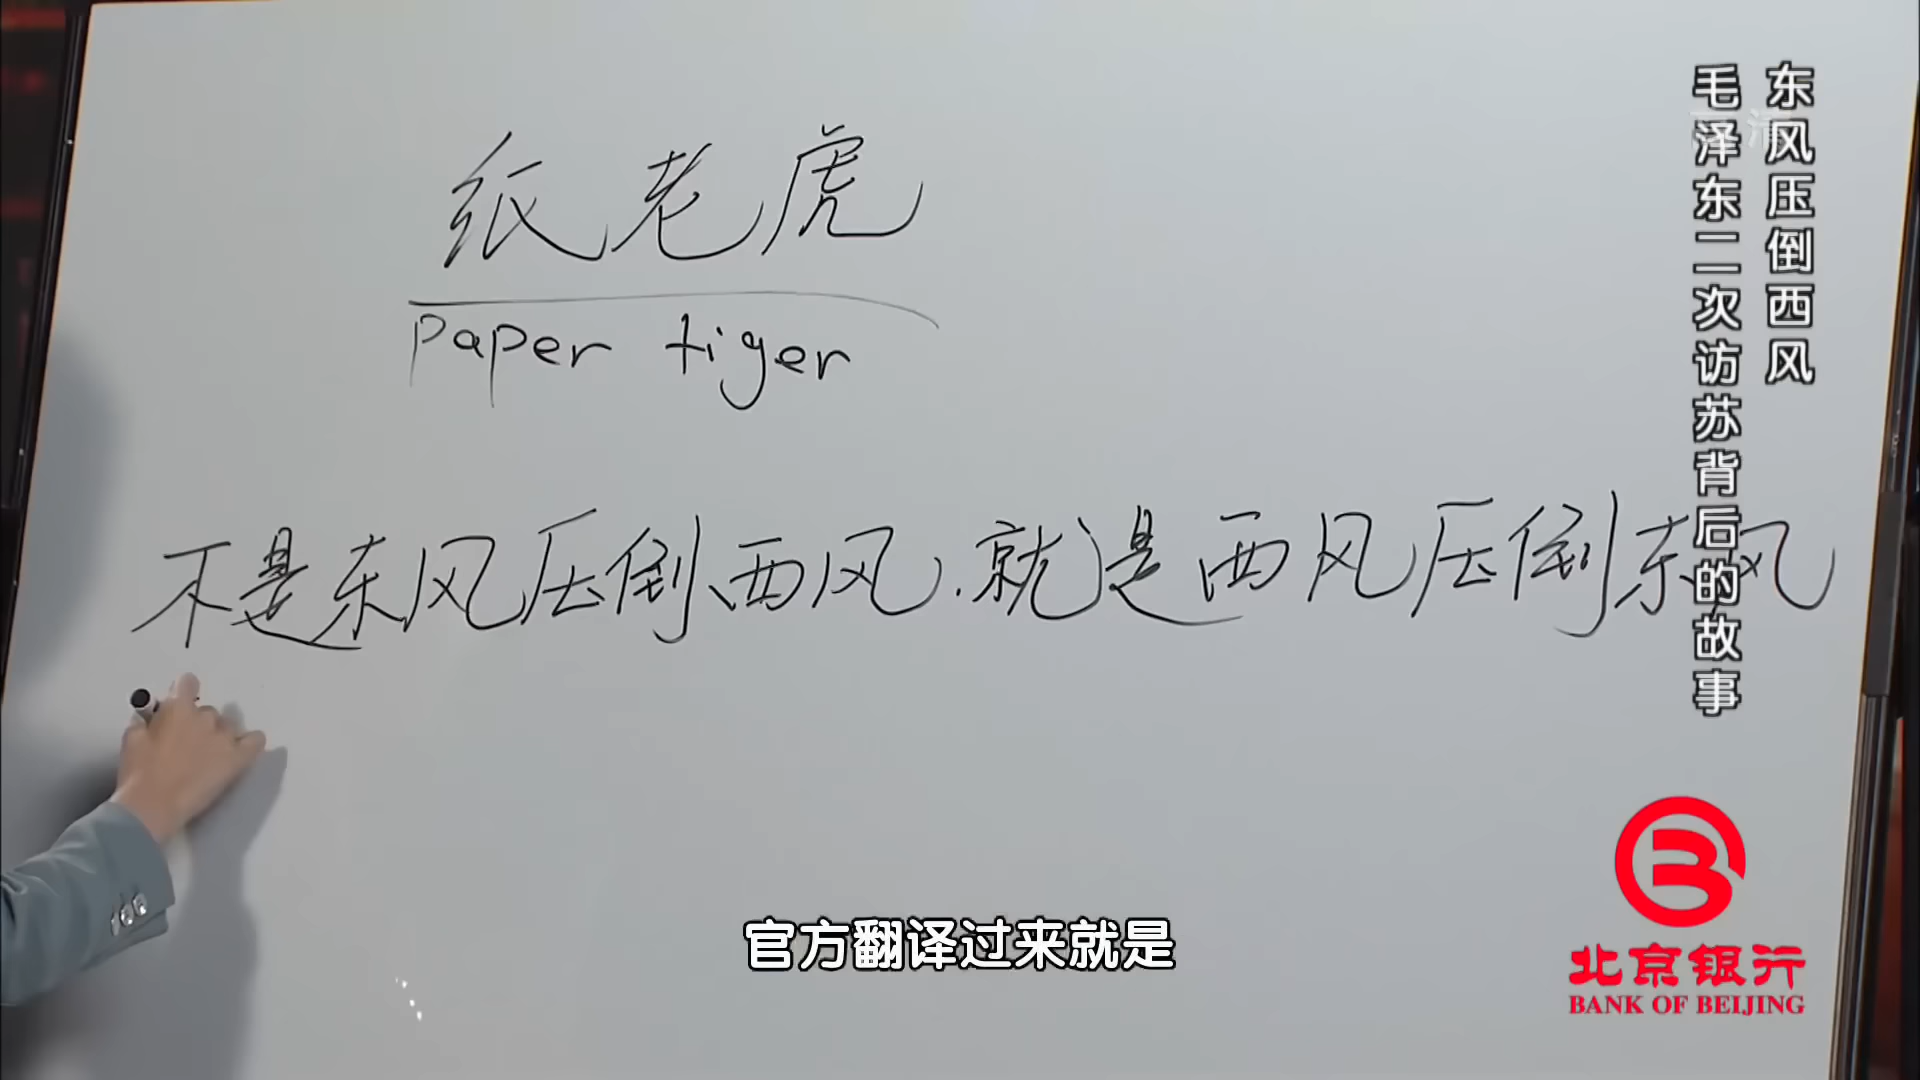 纸老虎
paper tiger
不是东风压倒西风.就是西风压倒东风
东风压倒西风
毛泽东二次访苏背后的故事
官方翻译过来就是
北京银行
BANK OF BEIJING